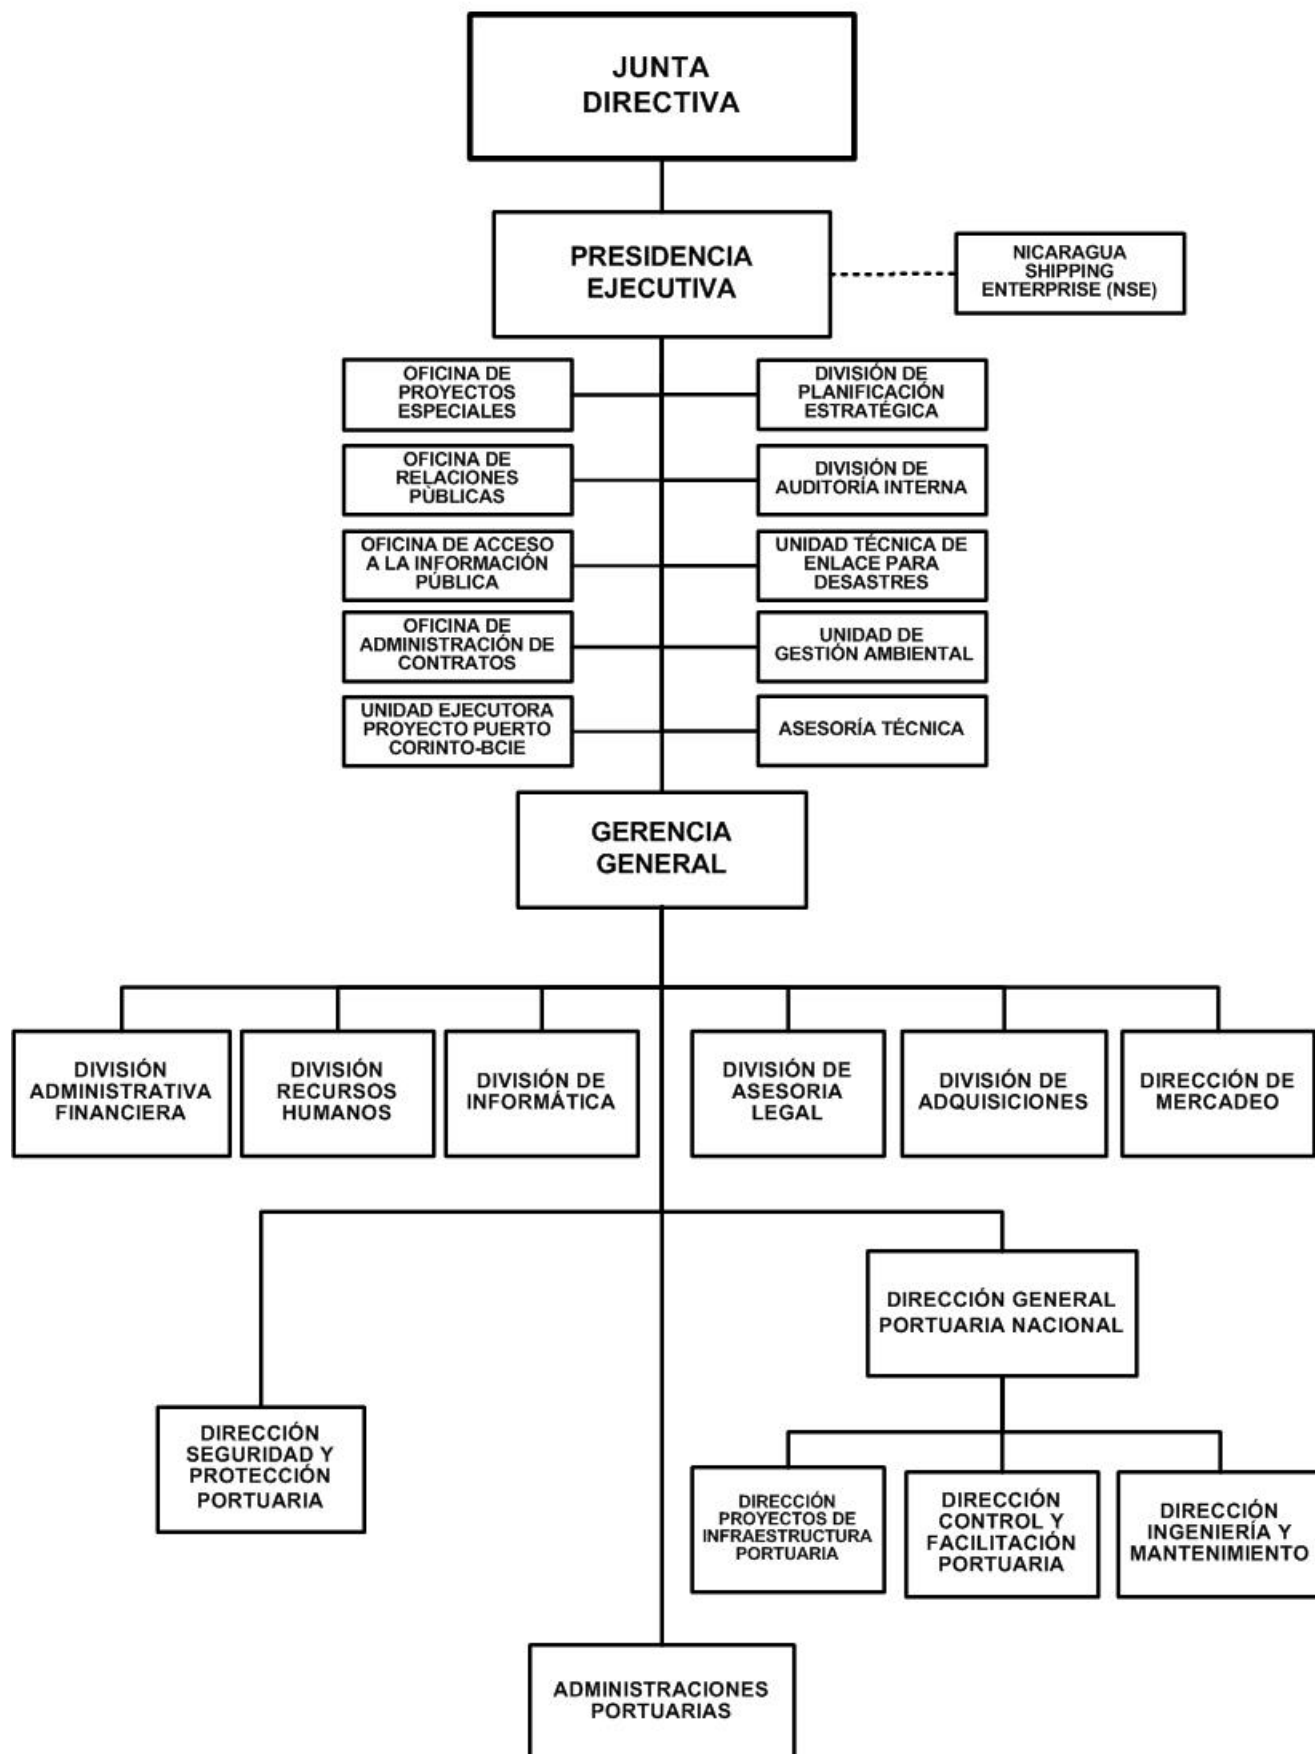 JUNTA
DIRECTIVA
PRESIDENCIA
EJECUTIVA
NICARAGUA
SHIPPING
ENTERPRISE (NSE)
OFICINA DE
PROYECTOS
ESPECIALES
DIVISIÓN DE
PLANIFICACIÓN
ESTRATÉGICA
OFICINA DE
RELACIONES
PÙBLICAS
DIVISIÓN DE
AUDITORÍA INTERNA
OFICINA DE ACCESO
A LA INFORMACIÓN
PÚBLICA
UNIDAD TÉCNICA DE
ENLACE PARA
DESASTRES
OFICINA DE
ADMINISTRACIÓN DE
CONTRATOS
UNIDAD DE
GESTIÓN AMBIENTAL
UNIDAD EJECUTORA
PROYECTO PUERTO
CORINTO-BCIE
ASESORÍA TÉCNICA
GERENCIA
GENERAL
DIVISIÓN
ADMINISTRATIVA
FINANCIERA
DIVISIÓN
RECURSOS
HUMANOS
DIVISIÓN DE
INFORMÁTICA
DIVISIÓN DE
ASESORIA
LEGAL
DIVISIÓN DE
ADQUISICIONES
DIRECCIÓN DE
MERCADEO
DIRECCIÓN GENERAL
PORTUARIA NACIONAL
DIRECCIÓN
SEGURIDAD Y
PROTECCIÓN
PORTUARIA
DIRECCIÓN
PROYECTOS DE
INFRAESTRUCTURA
PORTUARIA
DIRECCIÓN
CONTROL Y
FACILITACIÓN
PORTUARIA
DIRECCIÓN
INGENIERÍA Y
MANTENIMIENTO
ADMINISTRACIONES
PORTUARIAS